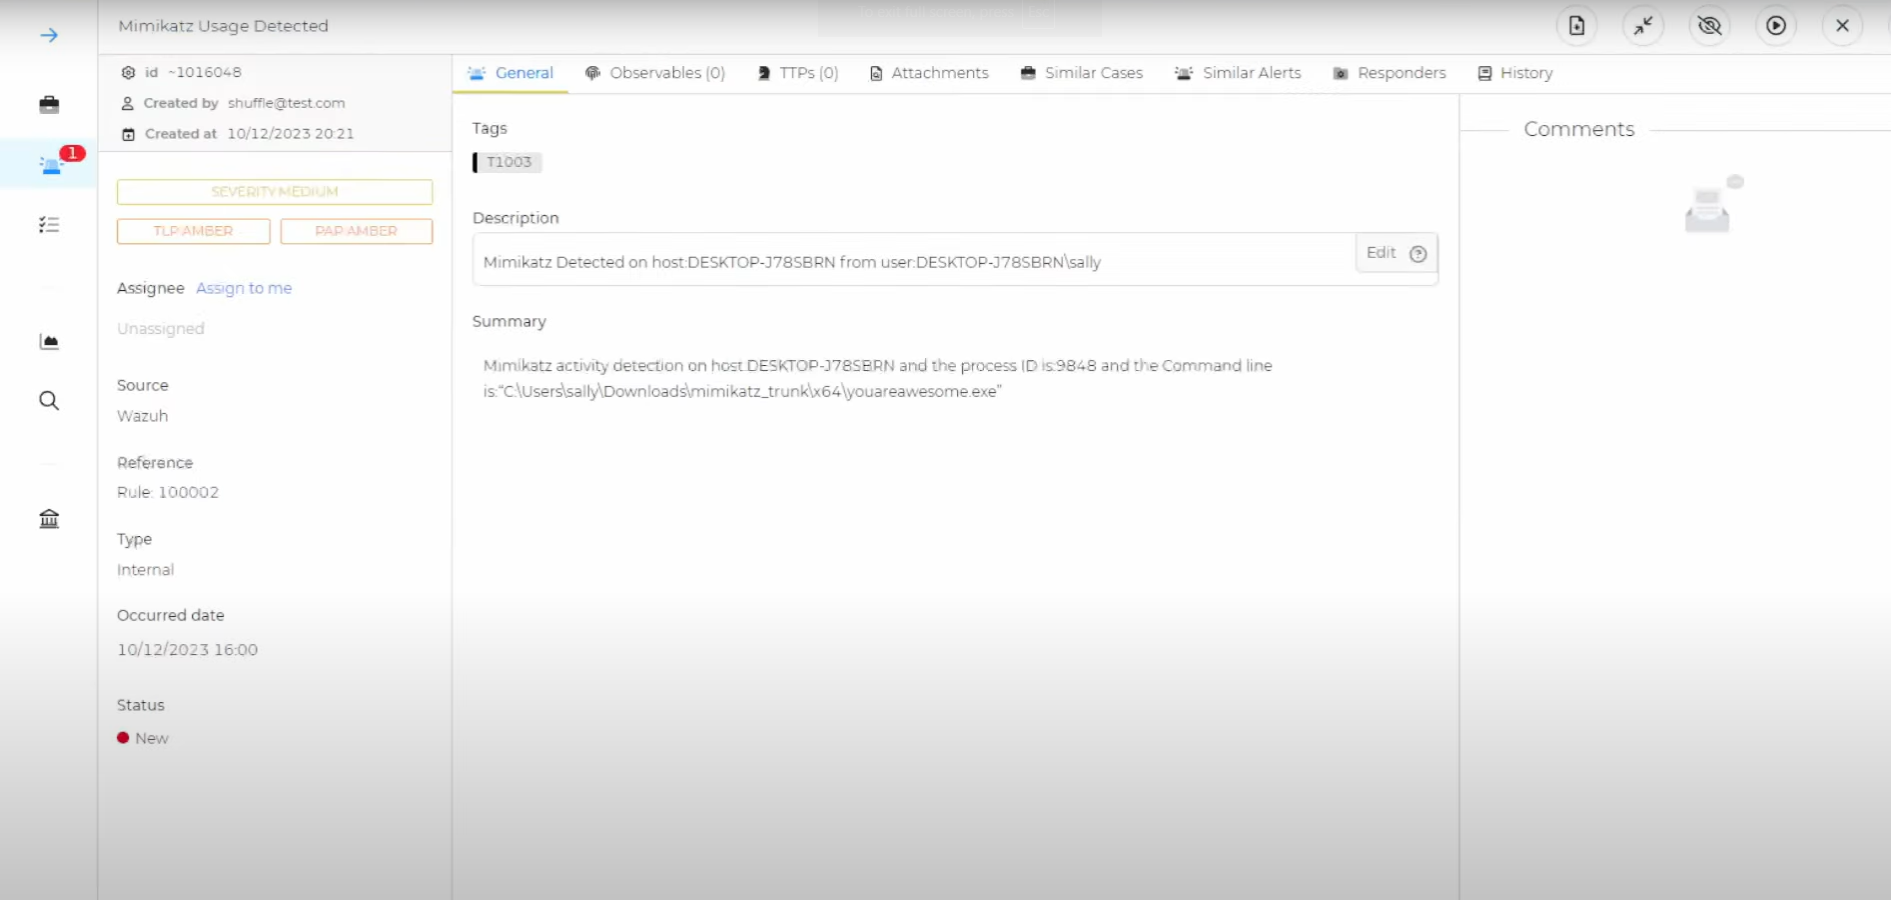 Mimikatz Usage Detected
id ~1016048
Created by shuffle@test.com
Created at 10/12/2023 20:21
1
SEVERITY:MEDIUM
TLP:AMBER
PAP:AMBER
Assignee Assign to me
Unassigned
Source
Wazuh
Reference
Rule: 100002
Type
Internal
Occurred date
10/12/2023 16:00
Status
New
General
Observables (0)
TTPs (0)
Attachments
Similar Cases
Similar Alerts
Responders
History
Tags
T1003
Description
Mimikatz Detected on host:DESKTOP-J78SBRN from user:DESKTOP-J78SBRN\sally
Edit
Summary
Mimikatz activity detection on host:DESKTOP-J78SBRN and the process ID is:9848 and the Command line
is:"C:\Users\sally\Downloads\mimikatz_trunk\x64\youareawesome.exe"
Comments